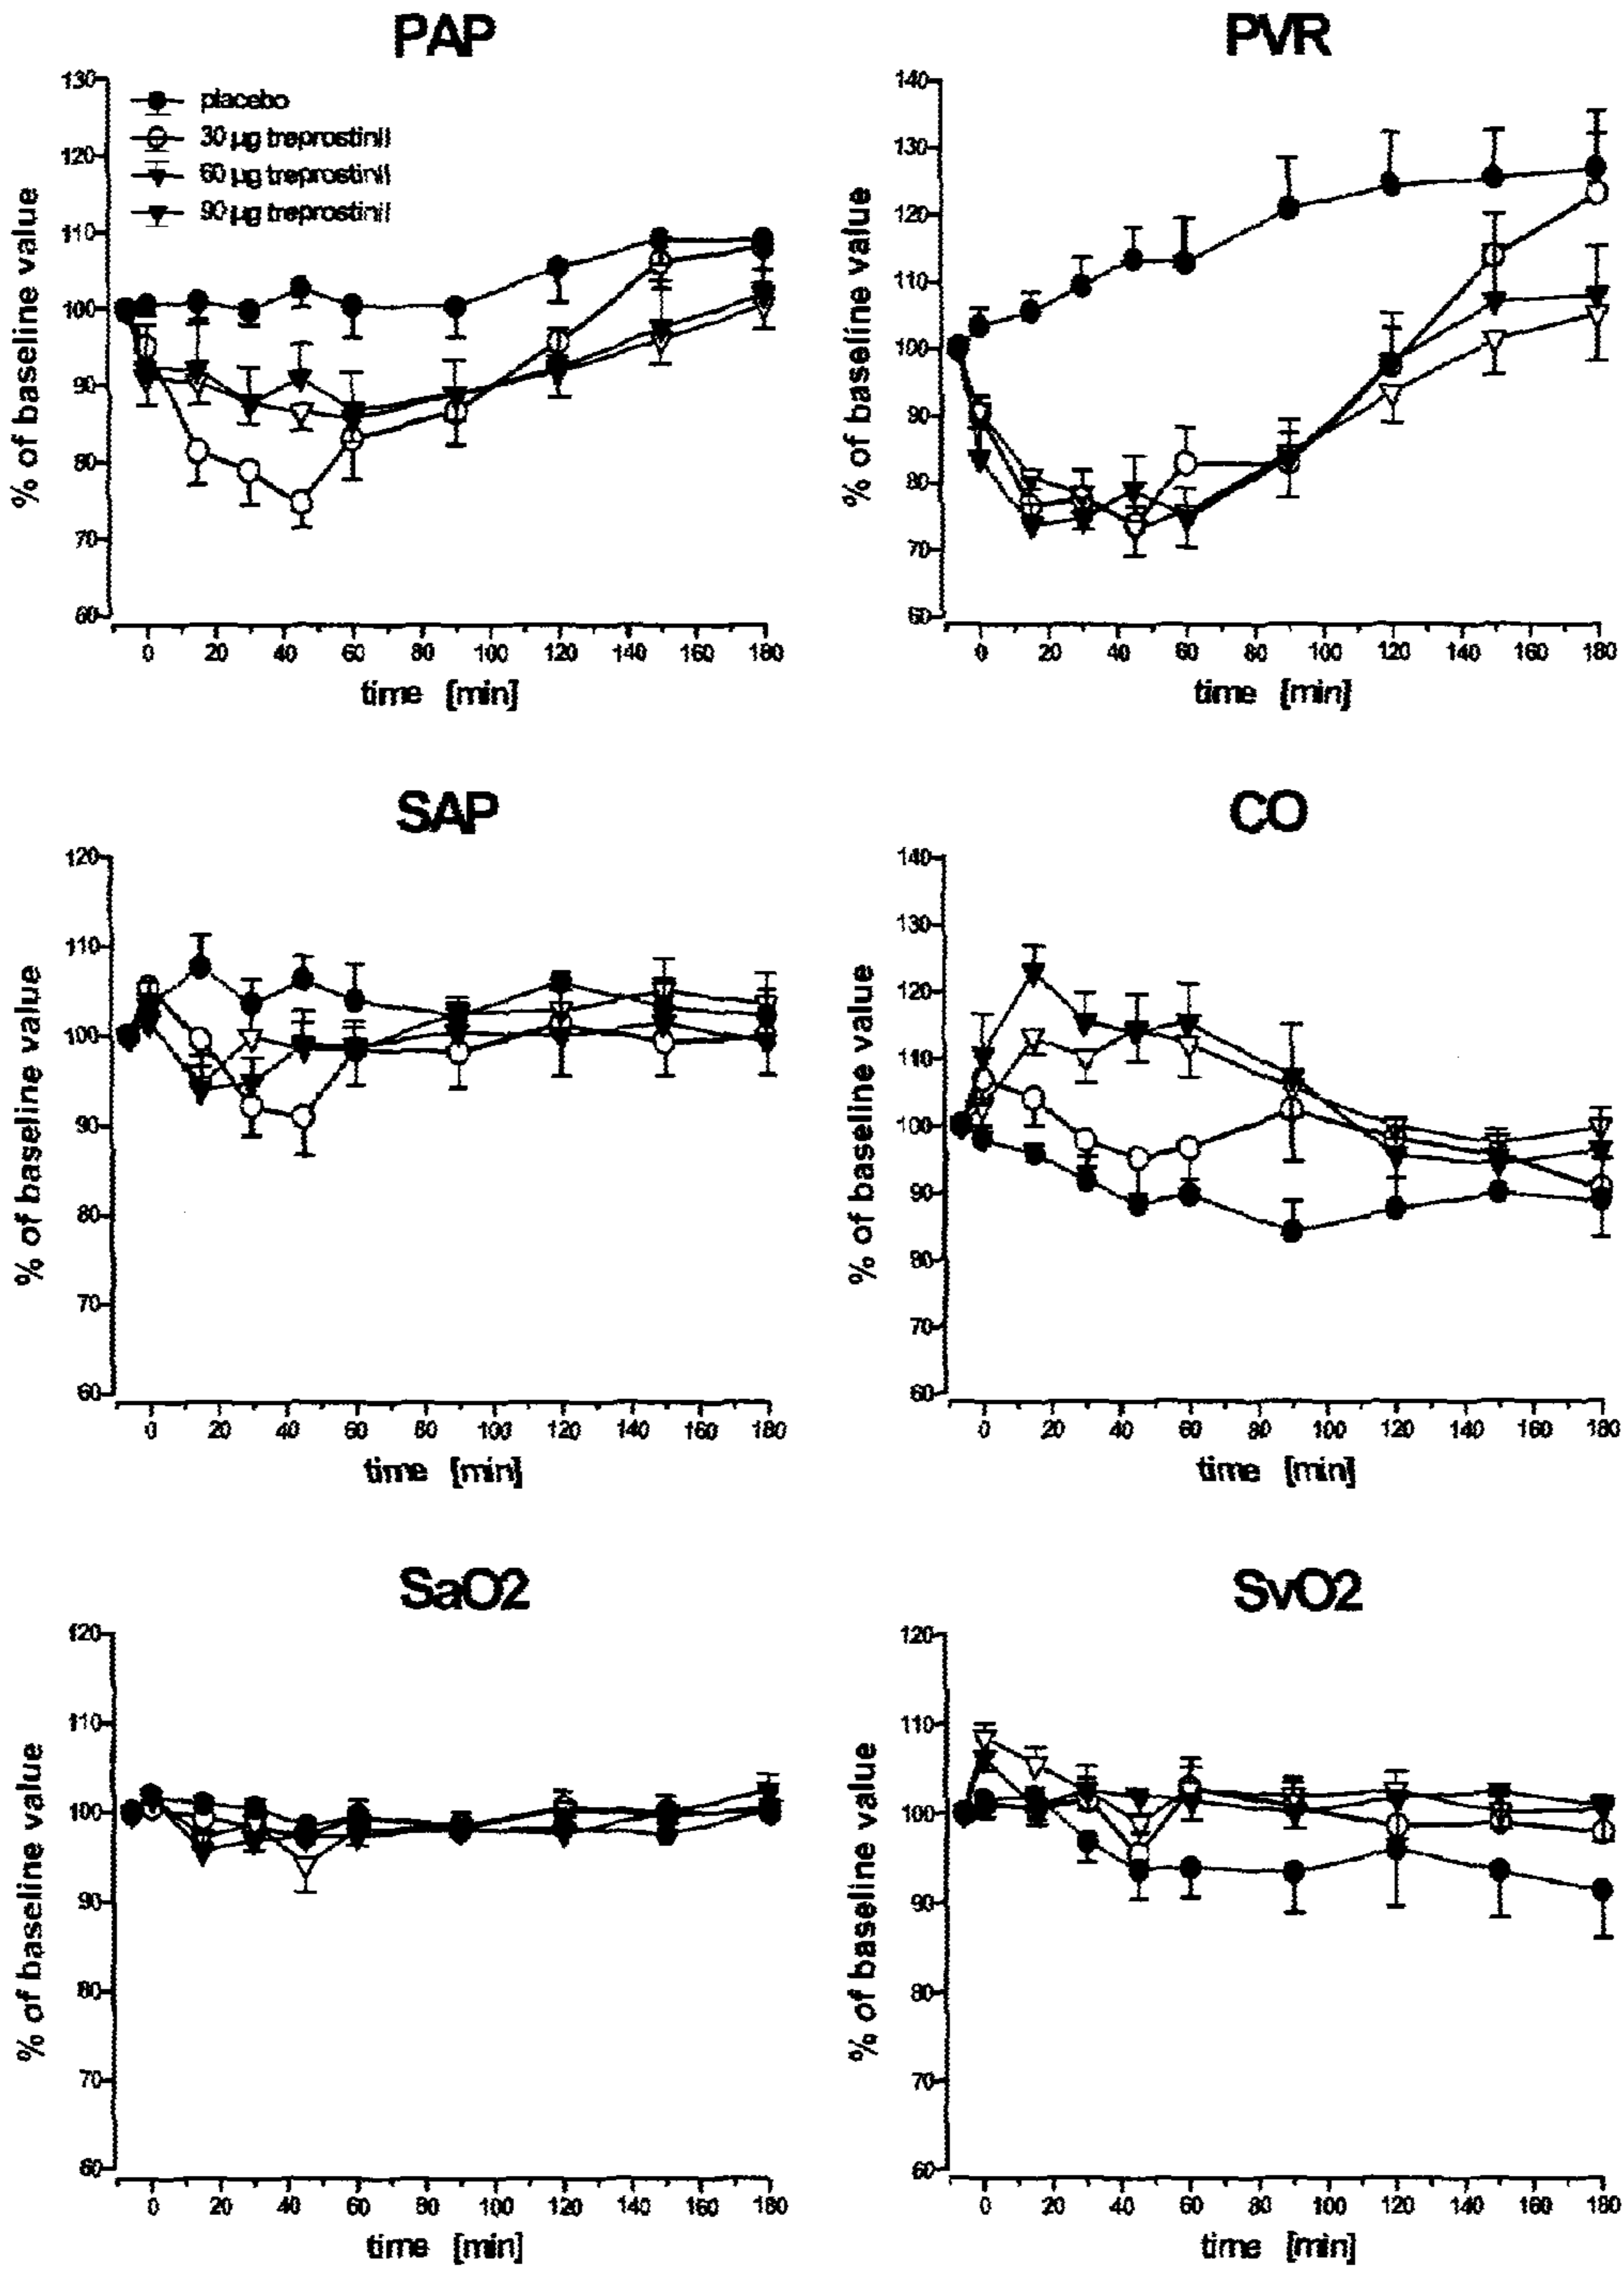 PAP
130
120
110
100
90
80
70
60
placebo
30 µg treprostinil
60 µg treprostinil
90 µg treprostinil
% of baseline value
0 20 40 60 80 100 120 140 160 180
time [min]
PVR
140
130
120
110
100
90
80
70
60
% of baseline value
0 20 40 60 80 100 120 140 160 180
time [min]
SAP
120
110
100
90
80
70
60
% of baseline value
0 20 40 60 80 100 120 140 160 180
time [min]
CO
140
130
120
110
100
90
80
70
60
% of baseline value
0 20 40 60 80 100 120 140 160 180
time [min]
SaO2
120
110
100
90
80
70
60
% of baseline value
0 20 40 60 80 100 120 140 160 180
time [min]
SvO2
120
110
100
90
80
70
60
% of baseline value
0 20 40 60 80 100 120 140 160 180
time [min]